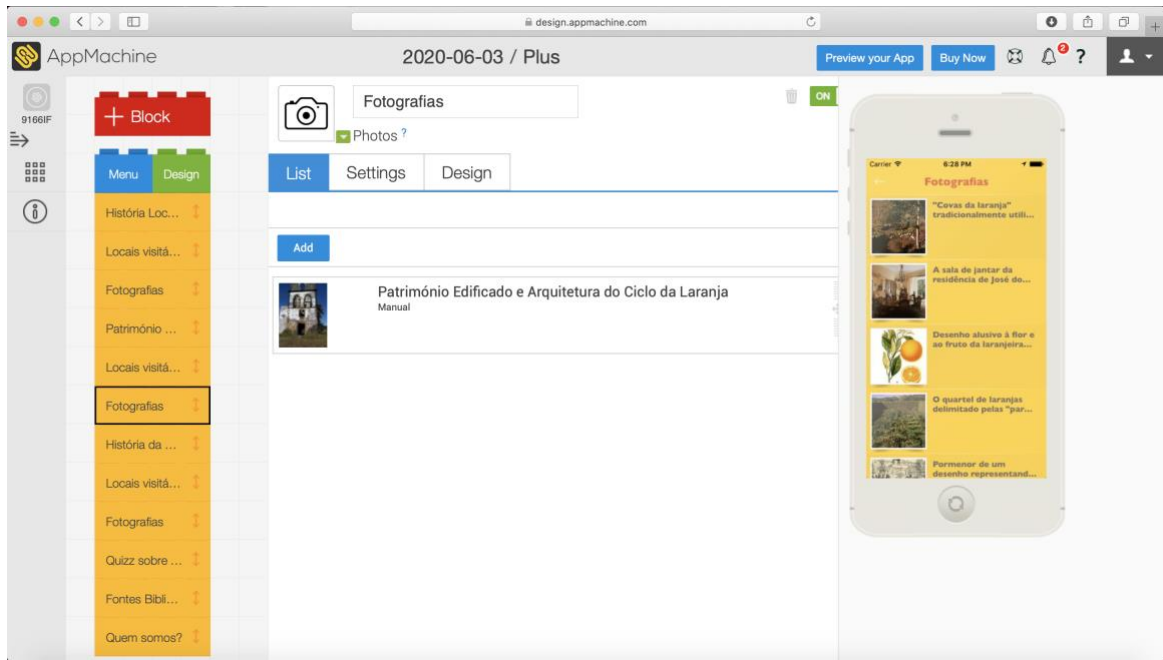 design.appmachine.com
AppMachine
2020-06-03 / Plus
Preview your App
Buy Now
2
?
9166IF
+ Block
Menu
Design
História Loc...
Locais visitá...
Fotografias
Património ...
Locais visitá...
Fotografias
História da ...
Locais visitá...
Fotografias
Quizz sobre ...
Fontes Bibli...
Quem somos?
Fotografias
ON
Photos ?
List
Settings
Design
Add
Património Edificado e Arquitetura do Ciclo da Laranja
Manual
Carrier
6:28 PM
Fotografias
"Covas da laranja"
tradicionalmente utili...
A sala de jantar da
residência de José do...
Desenho alusivo à flor e
ao fruto da laranjeira...
O quartel de laranjas
delimitado pelas "par...
Pormenor de um
desenho representand...